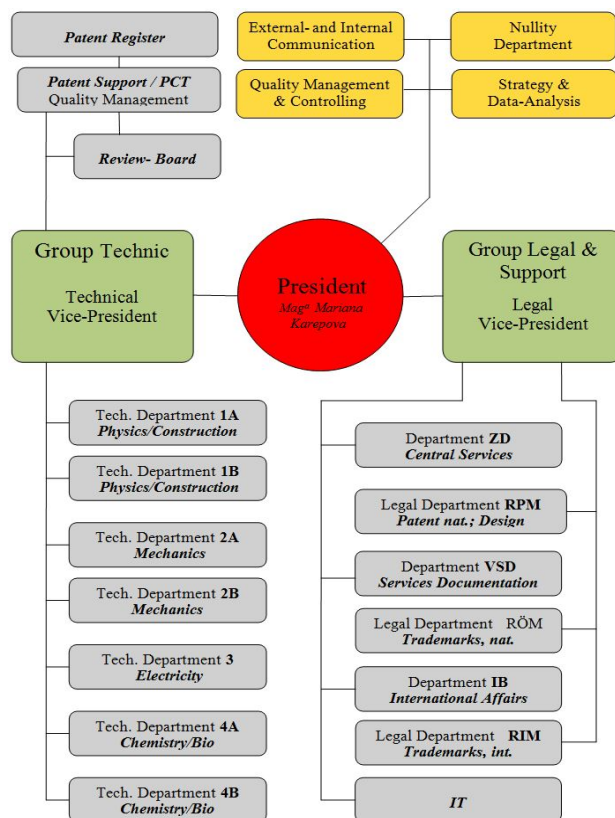 Patent Register
Patent Support / PCT
Quality Management
Review- Board
External- and Internal
Communication
Nullity
Department
Quality Management
& Controlling
Strategy &
Data-Analysis
Group Technic
Technical
Vice-President
President
Magª Mariana
Karepova
Group Legal &
Support
Legal
Vice-President
Tech. Department 1A
Physics/Construction
Tech. Department 1B
Physics/Construction
Tech. Department 2A
Mechanics
Tech. Department 2B
Mechanics
Tech. Department 3
Electricity
Tech. Department 4A
Chemistry/Bio
Tech. Department 4B
Chemistry/Bio
Department ZD
Central Services
Legal Department RPM
Patent nat.; Design
Department VSD
Services Documentation
Legal Department RÖM
Trademarks, nat.
Department IB
International Affairs
Legal Department RIM
Trademarks, int.
IT